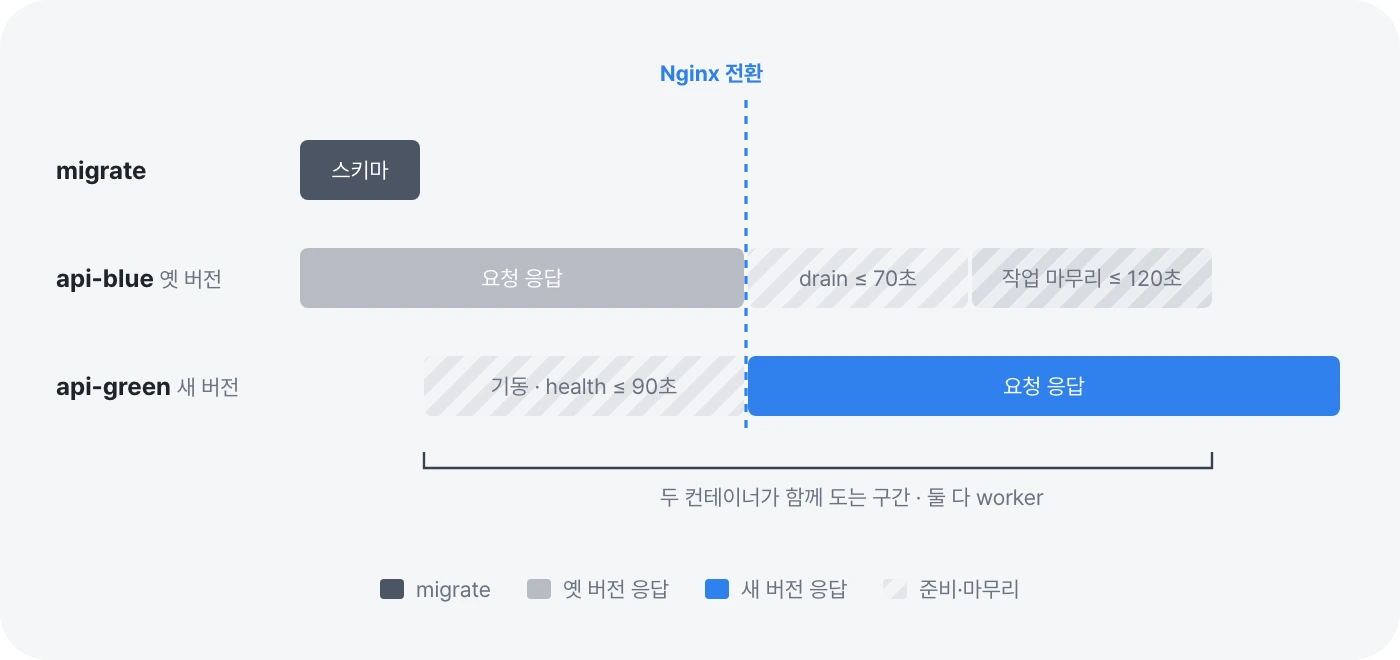 Nginx 전환
migrate
스키마
api-blue 옛 버전
요청 응답
drain ≤ 70초
작업 마무리 ≤ 120초
api-green 새 버전
기동 · health ≤ 90초
요청 응답
두 컨테이너가 함께 도는 구간 · 둘 다 worker
migrate
옛 버전 응답
새 버전 응답
준비·마무리